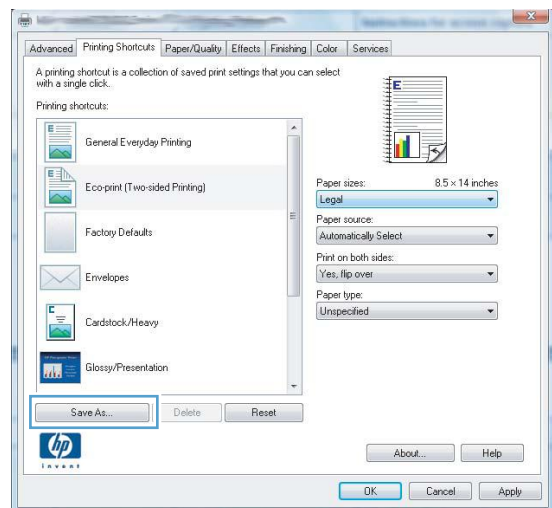 Advanced Printing Shortcuts Paper/Quality Effects Finishing Color Services
A printing shortcut is a collection of saved print settings that you can select
with a single click.
Printing shortcuts:
General Everyday Printing
Eco-print (Two-sided Printing)
Factory Defaults
Envelopes
Cardstock/Heavy
Glossy/Presentation
Save As... Delete Reset
E
Paper sizes: 8.5 × 14 inches
Legal
Paper source:
Automatically Select
Print on both sides:
Yes, flip over
Paper type:
Unspecified
hp
invent
About... Help
OK Cancel Apply